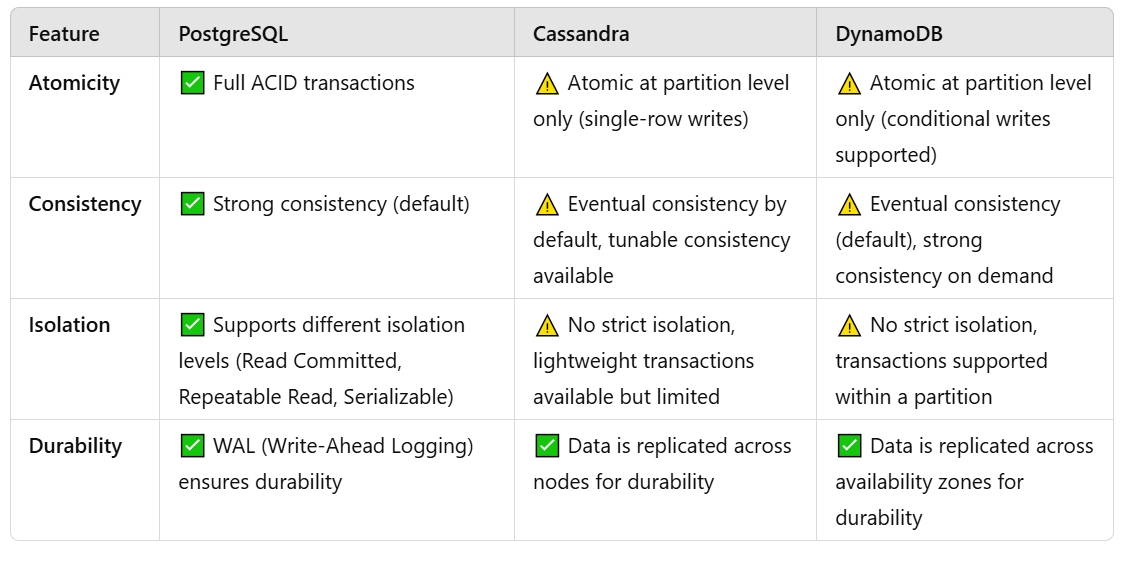 Feature PostgreSQL Cassandra DynamoDB
Atomicity ✅ Full ACID transactions ⚠️ Atomic at partition level ⚠️ Atomic at partition level
only (single-row writes) only (conditional writes
supported)
Consistency ✅ Strong consistency (default) ⚠️ Eventual consistency by ⚠️ Eventual consistency
default, tunable consistency (default), strong
available consistency on demand
Isolation ✅ Supports different isolation ⚠️ No strict isolation, ⚠️ No strict isolation,
levels (Read Committed, lightweight transactions transactions supported
Repeatable Read, Serializable) available but limited within a partition
Durability ✅ WAL (Write-Ahead Logging) ✅ Data is replicated across ✅ Data is replicated across
ensures durability nodes for durability availability zones for
durability